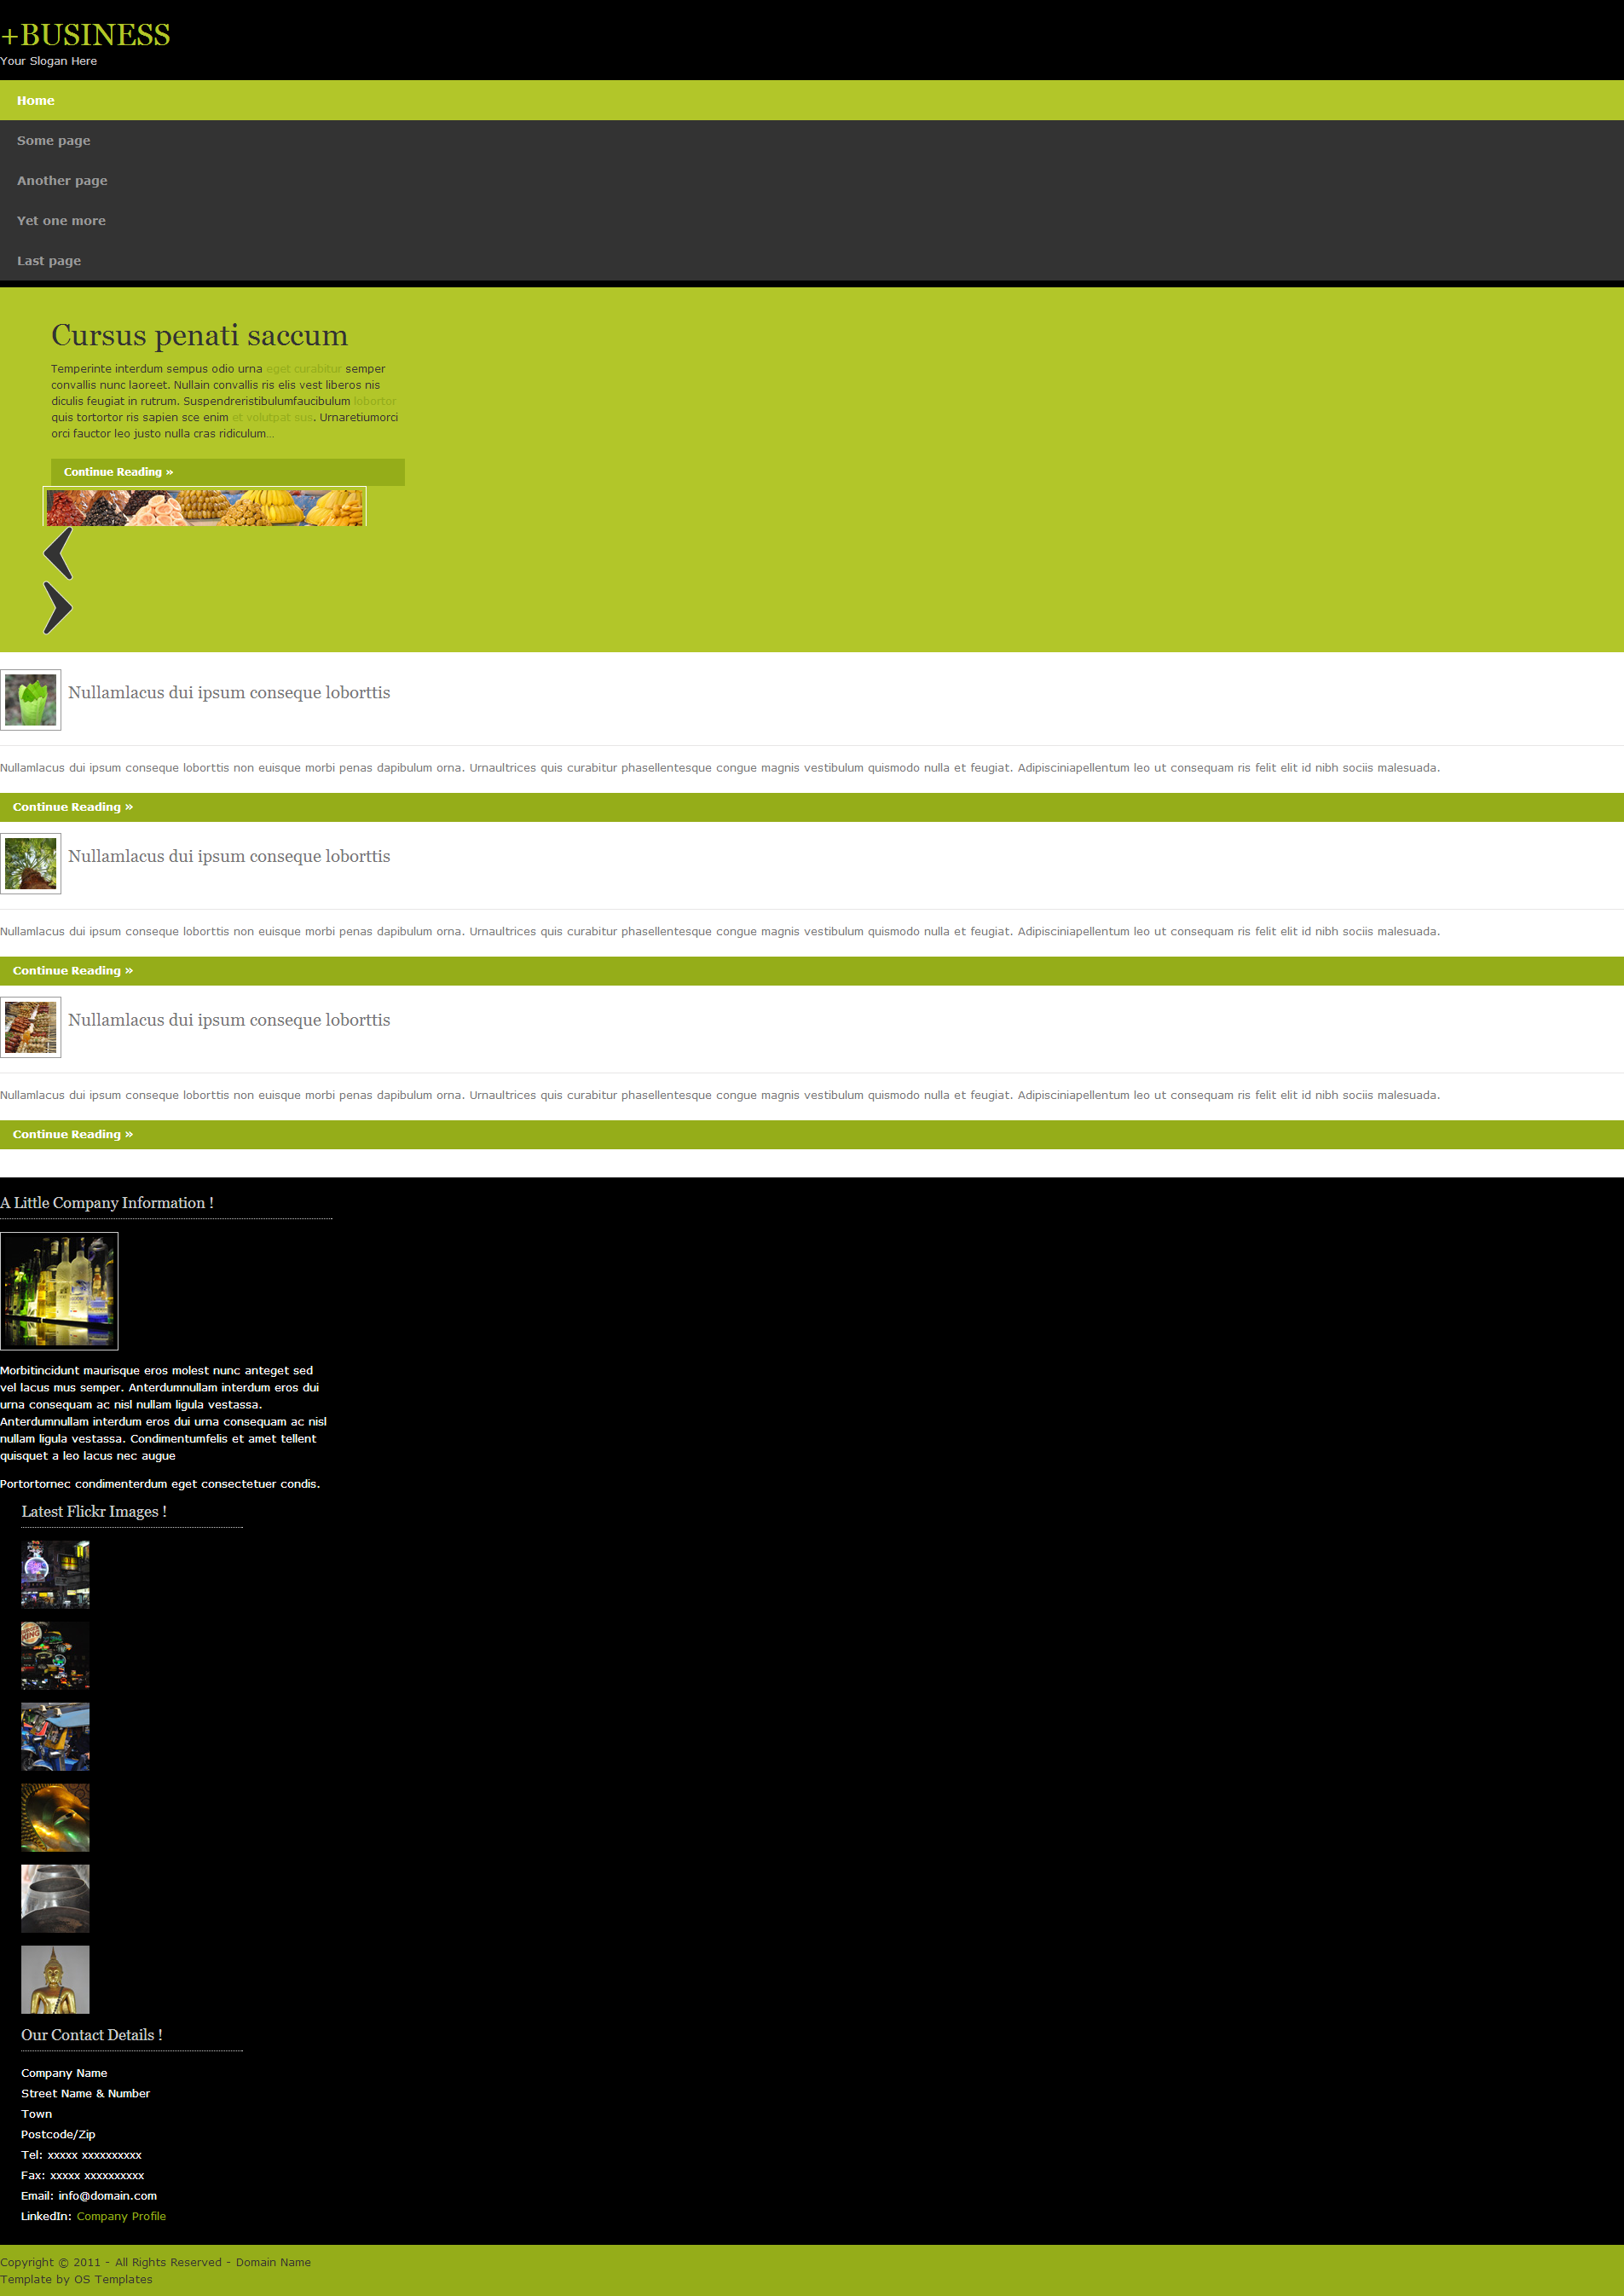 +BUSINESS
Your Slogan Here
Home
Some page
Another page
Yet one more
Last page
Cursus penati saccum
Temperinte interdum sempus odio urna eget curabitur semper
convallis nunc laoreet. Nullain convallis ris elis vest liberos nis
diculis feugiat in rutrum. Suspendreristibulumfaucibulum lobortor
quis tortortor ris sapien sce enim et volutpat sus. Urnaretiumorci
orci fauctor leo justo nulla cras ridiculum…
Continue Reading »
Nullamlacus dui ipsum conseque loborttis
Nullamlacus dui ipsum conseque loborttis non euisque morbi penas dapibulum orna. Urnaultrices quis curabitur phasellentesque congue magnis vestibulum quismodo nulla et feugiat. Adipisciniapellentum leo ut consequam ris felit elit id nibh sociis malesuada.
Continue Reading »
Nullamlacus dui ipsum conseque loborttis
Nullamlacus dui ipsum conseque loborttis non euisque morbi penas dapibulum orna. Urnaultrices quis curabitur phasellentesque congue magnis vestibulum quismodo nulla et feugiat. Adipisciniapellentum leo ut consequam ris felit elit id nibh sociis malesuada.
Continue Reading »
Nullamlacus dui ipsum conseque loborttis
Nullamlacus dui ipsum conseque loborttis non euisque morbi penas dapibulum orna. Urnaultrices quis curabitur phasellentesque congue magnis vestibulum quismodo nulla et feugiat. Adipisciniapellentum leo ut consequam ris felit elit id nibh sociis malesuada.
Continue Reading »
A Little Company Information !
Morbitincidunt maurisque eros molest nunc anteget sed
vel lacus mus semper. Anterdumnullam interdum eros dui
urna consequam ac nisl nullam ligula vestassa.
Anterdumnullam interdum eros dui urna consequam ac nisl
nullam ligula vestassa. Condimentumfelis et amet tellent
quisquet a leo lacus nec augue
Portortornec condimenterdum eget consectetuer condis.
Latest Flickr Images !
KING
Our Contact Details !
Company Name
Street Name & Number
Town
Postcode/Zip
Tel: xxxxx xxxxxxxxxx
Fax: xxxxx xxxxxxxxxx
Email: info@domain.com
LinkedIn: Company Profile
Copyright © 2011 - All Rights Reserved - Domain Name
Template by OS Templates